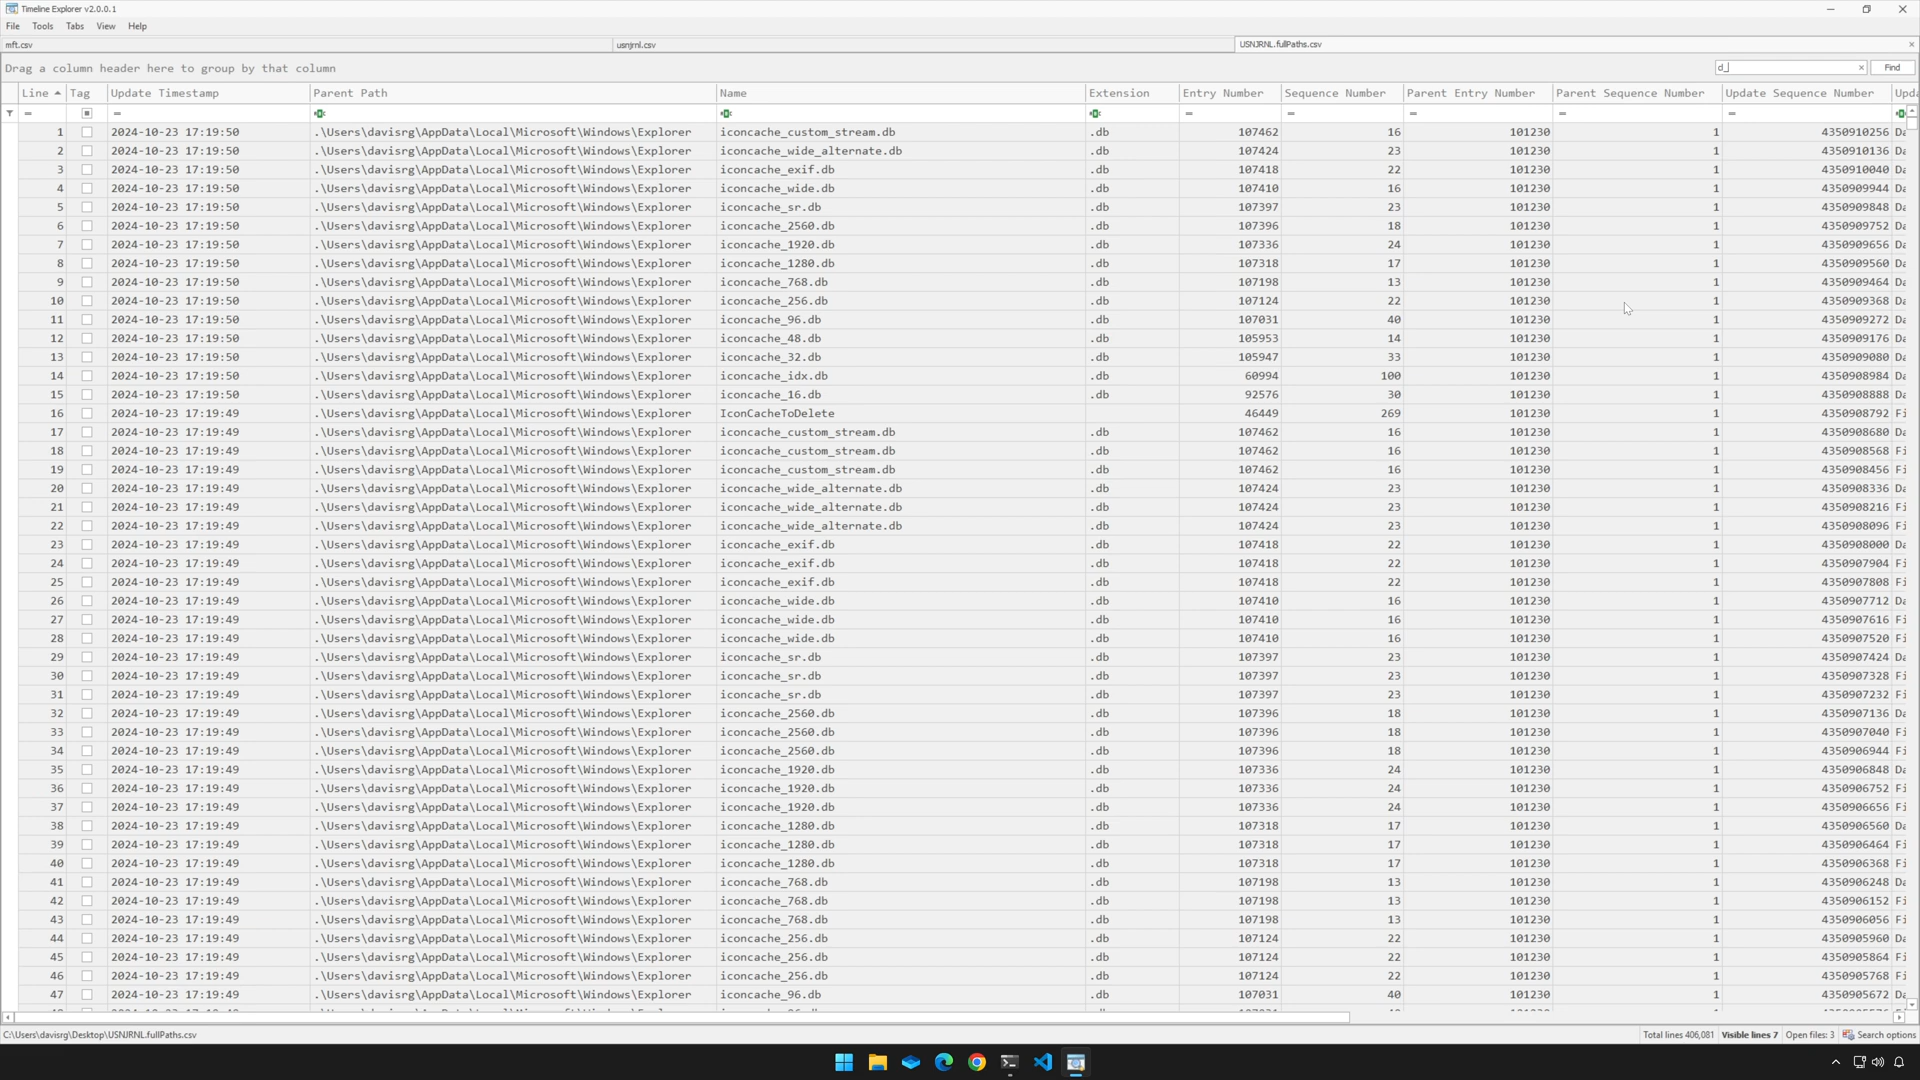 Timeline Explorer v2.0.0.1
File Tools Tabs View Help
mft.csv usnjrnl.csv USNJRNL.fullPaths.csv
Drag a column header here to group by that column d_ Find
Line Tag Update Timestamp Parent Path Name Extension Entry Number Sequence Number Parent Entry Number Parent Sequence Number Update Sequence Number Upda
= = = = = = =
1 2024-10-23 17:19:50 .\Users\davisrg\AppData\Local\Microsoft\Windows\Explorer iconcache_custom_stream.db .db 107462 16 101230 1 4350910256 Da
2 2024-10-23 17:19:50 .\Users\davisrg\AppData\Local\Microsoft\Windows\Explorer iconcache_wide_alternate.db .db 107424 23 101230 1 4350910136 Da
3 2024-10-23 17:19:50 .\Users\davisrg\AppData\Local\Microsoft\Windows\Explorer iconcache_exif.db .db 107418 22 101230 1 4350910040 Da
4 2024-10-23 17:19:50 .\Users\davisrg\AppData\Local\Microsoft\Windows\Explorer iconcache_wide.db .db 107410 16 101230 1 4350909944 Da
5 2024-10-23 17:19:50 .\Users\davisrg\AppData\Local\Microsoft\Windows\Explorer iconcache_sr.db .db 107397 23 101230 1 4350909848 Da
6 2024-10-23 17:19:50 .\Users\davisrg\AppData\Local\Microsoft\Windows\Explorer iconcache_2560.db .db 107396 18 101230 1 4350909752 Da
7 2024-10-23 17:19:50 .\Users\davisrg\AppData\Local\Microsoft\Windows\Explorer iconcache_1920.db .db 107336 24 101230 1 4350909656 Da
8 2024-10-23 17:19:50 .\Users\davisrg\AppData\Local\Microsoft\Windows\Explorer iconcache_1280.db .db 107318 17 101230 1 4350909560 Da
9 2024-10-23 17:19:50 .\Users\davisrg\AppData\Local\Microsoft\Windows\Explorer iconcache_768.db .db 107198 13 101230 1 4350909464 Da
10 2024-10-23 17:19:50 .\Users\davisrg\AppData\Local\Microsoft\Windows\Explorer iconcache_256.db .db 107124 22 101230 1 4350909368 Da
11 2024-10-23 17:19:50 .\Users\davisrg\AppData\Local\Microsoft\Windows\Explorer iconcache_96.db .db 107031 40 101230 1 4350909272 Da
12 2024-10-23 17:19:50 .\Users\davisrg\AppData\Local\Microsoft\Windows\Explorer iconcache_48.db .db 105953 14 101230 1 4350909176 Da
13 2024-10-23 17:19:50 .\Users\davisrg\AppData\Local\Microsoft\Windows\Explorer iconcache_32.db .db 105947 33 101230 1 4350909080 Da
14 2024-10-23 17:19:50 .\Users\davisrg\AppData\Local\Microsoft\Windows\Explorer iconcache_idx.db .db 60994 100 101230 1 4350908984 Da
15 2024-10-23 17:19:50 .\Users\davisrg\AppData\Local\Microsoft\Windows\Explorer iconcache_16.db .db 92576 30 101230 1 4350908888 Da
16 2024-10-23 17:19:49 .\Users\davisrg\AppData\Local\Microsoft\Windows\Explorer IconCacheToDelete 46449 269 101230 1 4350908792 Fi
17 2024-10-23 17:19:49 .\Users\davisrg\AppData\Local\Microsoft\Windows\Explorer iconcache_custom_stream.db .db 107462 16 101230 1 4350908680 Da
18 2024-10-23 17:19:49 .\Users\davisrg\AppData\Local\Microsoft\Windows\Explorer iconcache_custom_stream.db .db 107462 16 101230 1 4350908568 Fi
19 2024-10-23 17:19:49 .\Users\davisrg\AppData\Local\Microsoft\Windows\Explorer iconcache_custom_stream.db .db 107462 16 101230 1 4350908456 Fi
20 2024-10-23 17:19:49 .\Users\davisrg\AppData\Local\Microsoft\Windows\Explorer iconcache_wide_alternate.db .db 107424 23 101230 1 4350908336 Da
21 2024-10-23 17:19:49 .\Users\davisrg\AppData\Local\Microsoft\Windows\Explorer iconcache_wide_alternate.db .db 107424 23 101230 1 4350908216 Fi
22 2024-10-23 17:19:49 .\Users\davisrg\AppData\Local\Microsoft\Windows\Explorer iconcache_wide_alternate.db .db 107424 23 101230 1 4350908096 Fi
23 2024-10-23 17:19:49 .\Users\davisrg\AppData\Local\Microsoft\Windows\Explorer iconcache_exif.db .db 107418 22 101230 1 4350908000 Da
24 2024-10-23 17:19:49 .\Users\davisrg\AppData\Local\Microsoft\Windows\Explorer iconcache_exif.db .db 107418 22 101230 1 4350907904 Fi
25 2024-10-23 17:19:49 .\Users\davisrg\AppData\Local\Microsoft\Windows\Explorer iconcache_exif.db .db 107418 22 101230 1 4350907808 Fi
26 2024-10-23 17:19:49 .\Users\davisrg\AppData\Local\Microsoft\Windows\Explorer iconcache_wide.db .db 107410 16 101230 1 4350907712 Da
27 2024-10-23 17:19:49 .\Users\davisrg\AppData\Local\Microsoft\Windows\Explorer iconcache_wide.db .db 107410 16 101230 1 4350907616 Fi
28 2024-10-23 17:19:49 .\Users\davisrg\AppData\Local\Microsoft\Windows\Explorer iconcache_wide.db .db 107410 16 101230 1 4350907520 Fi
29 2024-10-23 17:19:49 .\Users\davisrg\AppData\Local\Microsoft\Windows\Explorer iconcache_sr.db .db 107397 23 101230 1 4350907424 Da
30 2024-10-23 17:19:49 .\Users\davisrg\AppData\Local\Microsoft\Windows\Explorer iconcache_sr.db .db 107397 23 101230 1 4350907328 Fi
31 2024-10-23 17:19:49 .\Users\davisrg\AppData\Local\Microsoft\Windows\Explorer iconcache_sr.db .db 107397 23 101230 1 4350907232 Fi
32 2024-10-23 17:19:49 .\Users\davisrg\AppData\Local\Microsoft\Windows\Explorer iconcache_2560.db .db 107396 18 101230 1 4350907136 Da
33 2024-10-23 17:19:49 .\Users\davisrg\AppData\Local\Microsoft\Windows\Explorer iconcache_2560.db .db 107396 18 101230 1 4350907040 Fi
34 2024-10-23 17:19:49 .\Users\davisrg\AppData\Local\Microsoft\Windows\Explorer iconcache_2560.db .db 107396 18 101230 1 4350906944 Fi
35 2024-10-23 17:19:49 .\Users\davisrg\AppData\Local\Microsoft\Windows\Explorer iconcache_1920.db .db 107336 24 101230 1 4350906848 Da
36 2024-10-23 17:19:49 .\Users\davisrg\AppData\Local\Microsoft\Windows\Explorer iconcache_1920.db .db 107336 24 101230 1 4350906752 Fi
37 2024-10-23 17:19:49 .\Users\davisrg\AppData\Local\Microsoft\Windows\Explorer iconcache_1920.db .db 107336 24 101230 1 4350906656 Fi
38 2024-10-23 17:19:49 .\Users\davisrg\AppData\Local\Microsoft\Windows\Explorer iconcache_1280.db .db 107318 17 101230 1 4350906560 Da
39 2024-10-23 17:19:49 .\Users\davisrg\AppData\Local\Microsoft\Windows\Explorer iconcache_1280.db .db 107318 17 101230 1 4350906464 Fi
40 2024-10-23 17:19:49 .\Users\davisrg\AppData\Local\Microsoft\Windows\Explorer iconcache_1280.db .db 107318 17 101230 1 4350906368 Fi
41 2024-10-23 17:19:49 .\Users\davisrg\AppData\Local\Microsoft\Windows\Explorer iconcache_768.db .db 107198 13 101230 1 4350906248 Da
42 2024-10-23 17:19:49 .\Users\davisrg\AppData\Local\Microsoft\Windows\Explorer iconcache_768.db .db 107198 13 101230 1 4350906152 Fi
43 2024-10-23 17:19:49 .\Users\davisrg\AppData\Local\Microsoft\Windows\Explorer iconcache_768.db .db 107198 13 101230 1 4350906056 Fi
44 2024-10-23 17:19:49 .\Users\davisrg\AppData\Local\Microsoft\Windows\Explorer iconcache_256.db .db 107124 22 101230 1 4350905960 Da
45 2024-10-23 17:19:49 .\Users\davisrg\AppData\Local\Microsoft\Windows\Explorer iconcache_256.db .db 107124 22 101230 1 4350905864 Fi
46 2024-10-23 17:19:49 .\Users\davisrg\AppData\Local\Microsoft\Windows\Explorer iconcache_256.db .db 107124 22 101230 1 4350905768 Fi
47 2024-10-23 17:19:49 .\Users\davisrg\AppData\Local\Microsoft\Windows\Explorer iconcache_96.db .db 107031 40 101230 1 4350905672 Da
C:\Users\davisrg\Desktop\USNJRNL.fullPaths.csv Total lines 406,081 Visible lines 7 Open files: 3 Search options